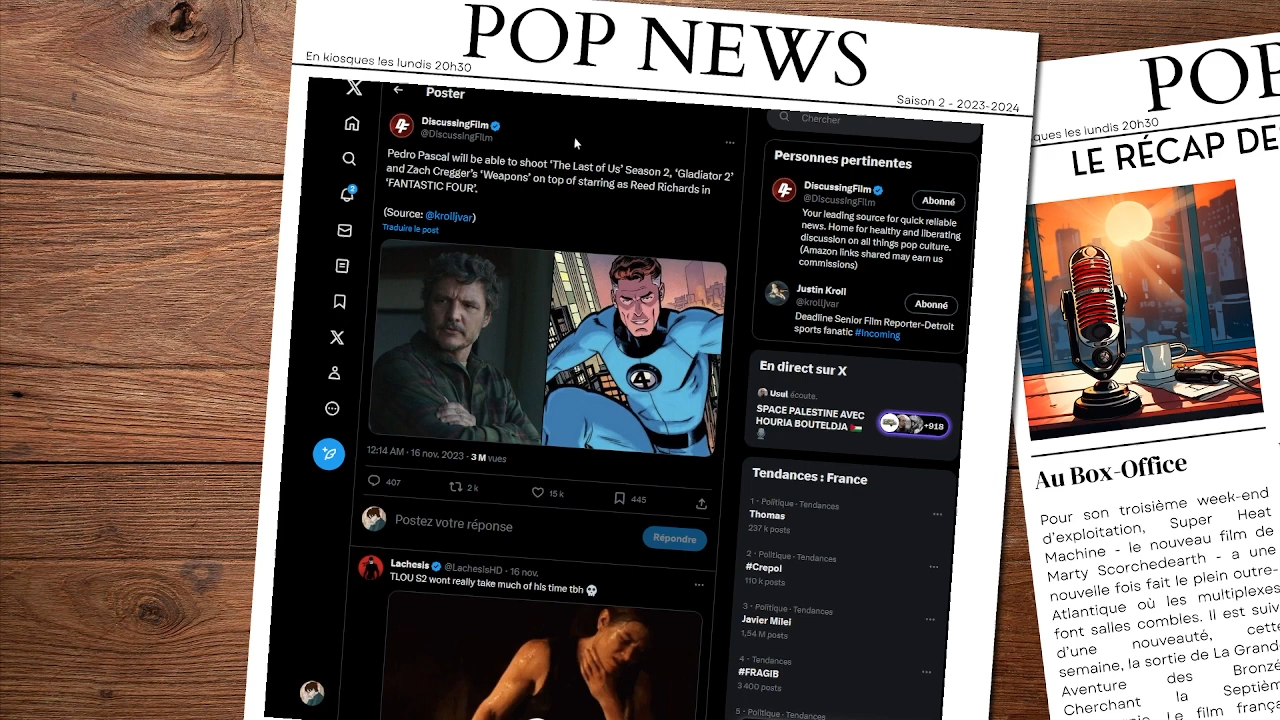 POP NEWS
En kiosques les lundis 20h30
Saison 2 - 2023-2024
Poster
DiscussingFilm
@DiscussingFilm
Pedro Pascal will be able to shoot 'The Last of Us' Season 2, 'Gladiator 2'
and Zach Cregger's 'Weapons' on top of starring as Reed Richards in
'FANTASTIC FOUR'.
(Source: @krolljvar)
Traduire le post
4
12:14 AM · 16 nov. 2023 · 3 M vues
407
2 k
15 k
445
Postez votre réponse
Répondre
Lachesis @LachesisHD · 16 nov.
TLOU S2 wont really take much of his time tbh 💀
2
Chercher
Personnes pertinentes
DiscussingFilm
@DiscussingFilm
Abonné
Your leading source for quick reliable
news. Home for healthy and liberating
discussion on all things pop culture.
(Amazon links shared may earn us
commissions)
Justin Kroll
@krolljvar
Abonné
Deadline Senior Film Reporter-Detroit
sports fanatic #Incoming
En direct sur X
Usul écoute.
SPACE PALESTINE AVEC
HOURIA BOUTELDJA 🇵🇸
🎙️
+918
Tendances : France
1 · Politique · Tendances
Thomas
237 k posts
2 · Politique · Tendances
#Crepol
110 k posts
3 · Politique · Tendances
Javier Milei
1,54 M posts
4 · Tendances
#FRAGIB
3 400 posts
5 · Politique · Tendances
POP
ques les lundis 20h30
LE RÉCAP DE
Au Box-Office
Pour son troisième week-end
d'exploitation, Super Heat
Machine - le nouveau film de
Marty Scorchedearth - a une
nouvelle fois fait le plein outre-
Atlantique où les multiplexes
font salles combles. Il est suivi
d'une nouveauté, cette
semaine, la sortie de La Grande
Aventure des Bronzé
Cherchant la Septièm
le film frança